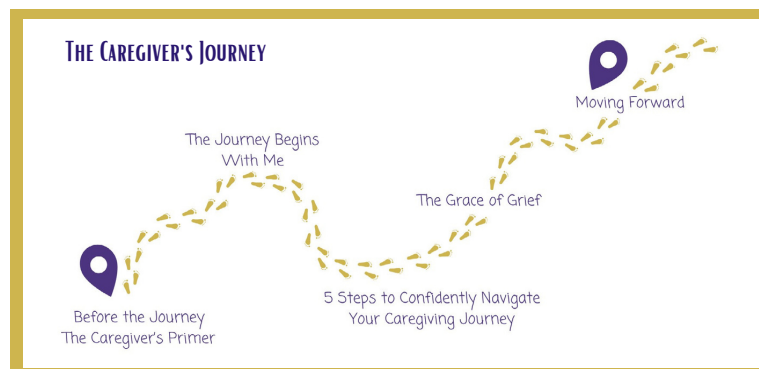 The Caregiver's Journey
Before the Journey
The Caregiver's Primer
The Journey Begins
With Me
5 Steps to Confidently Navigate
Your Caregiving Journey
The Grace of Grief
Moving Forward